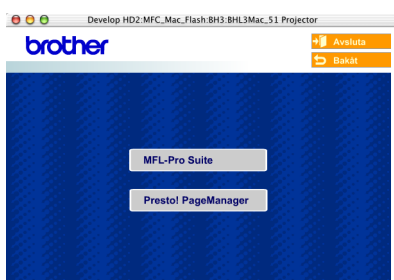 Develop HD2:MFC_Mac_Flash:BH3:BHL3Mac_51 Projector
brother
Avsluta
Bakåt
MFL-Pro Suite
Presto! PageManager